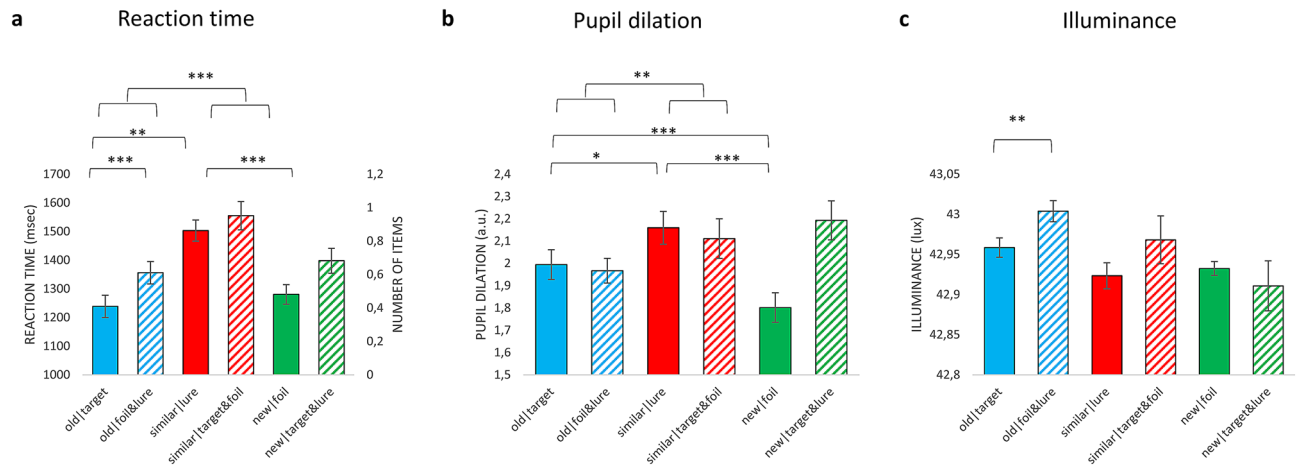 a Reaction time
***
**
*** ***
REACTION TIME (msec)
1700
1600
1500
1400
1300
1200
1100
1000
1,2
1
0,8
0,6
0,4
0,2
0
NUMBER OF ITEMS
old|target
old|foil&lure
similar|lure
similar|target&foil
new|foil
new|target&lure
b Pupil dilation
**
***
* ***
PUPIL DILATION (a.u.)
2,4
2,3
2,2
2,1
2
1,9
1,8
1,7
1,6
1,5
old|target
old|foil&lure
similar|lure
similar|target&foil
new|foil
new|target&lure
c Illuminance
**
ILLUMINANCE (lux)
43,05
43
42,95
42,9
42,85
42,8
old|target
old|foil&lure
similar|lure
similar|target&foil
new|foil
new|target&lure